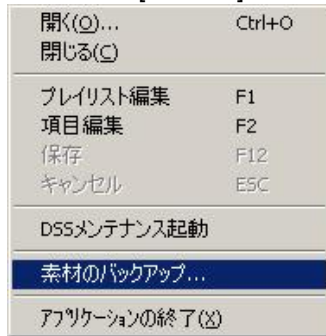 開く(O)... Ctrl+O
閉じる(C)
プレイリスト編集 F1
項目編集 F2
保存 F12
キャンセル ESC
DSSメンテナンス起動
素材のバックアップ...
アプリケーションの終了(X)